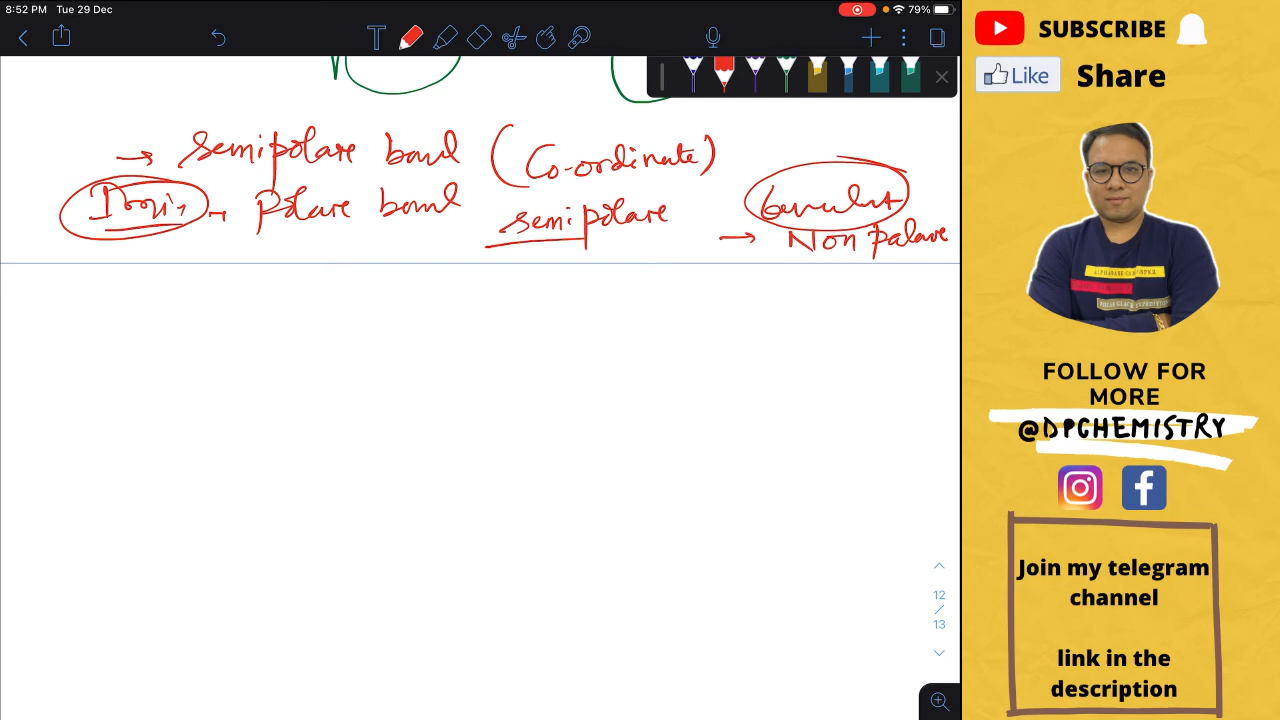 8:52 PM Tue 29 Dec
79%
→ semipolare bond (Co-ordinate)
Ionic → polare bond semipolare Covalent
→ Non palare
12
/
13
SUBSCRIBE
Like Share
FOLLOW FOR
MORE
@DPCHEMISTRY
Join my telegram
channel
link in the
description